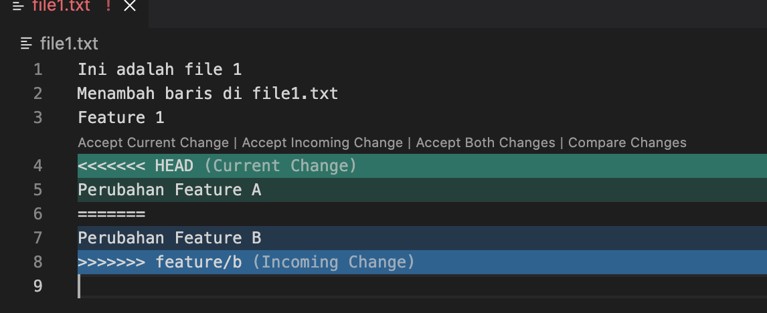 file1.txt !
file1.txt
1 Ini adalah file 1
2 Menambah baris di file1.txt
3 Feature 1
Accept Current Change | Accept Incoming Change | Accept Both Changes | Compare Changes
4 <<<<<<< HEAD (Current Change)
5 Perubahan Feature A
6 =======
7 Perubahan Feature B
8 >>>>>>> feature/b (Incoming Change)
9